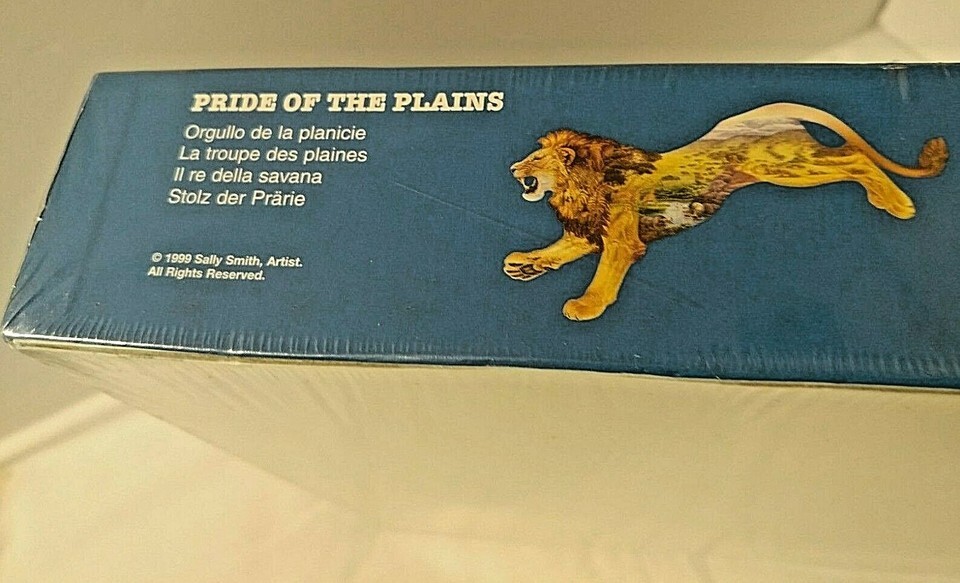 PRIDE OF THE PLAINS
Orgullo de la planicie
La troupe des plaines
Il re della savana
Stolz der Prärie
© 1999 Sally Smith, Artist.
All Rights Reserved.